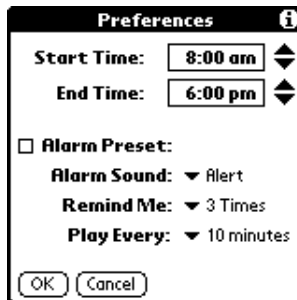 Preferences i
Start Time: 8:00 am
End Time: 6:00 pm
Alarm Preset:
Alarm Sound: Alert
Remind Me: 3 Times
Play Every: 10 minutes
OK Cancel